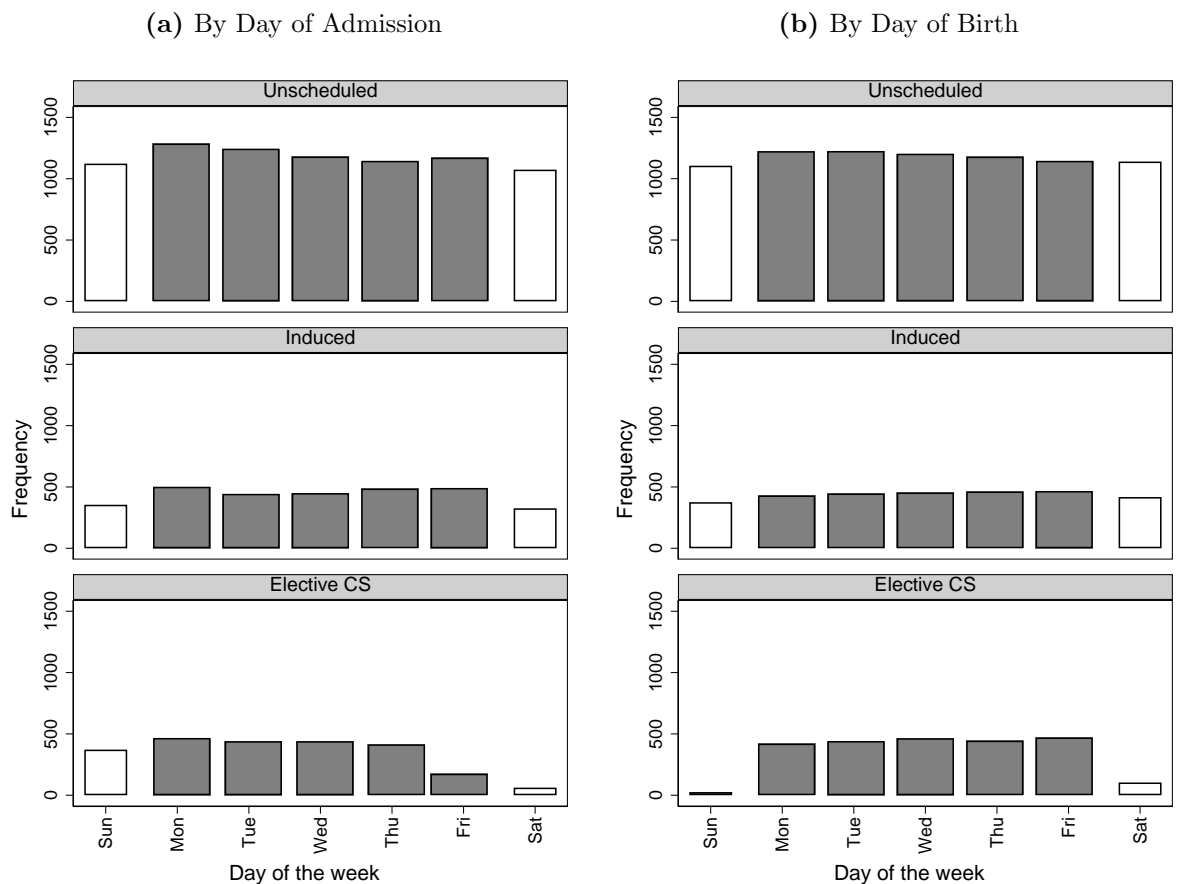 (a) By Day of Admission
Unscheduled
1500
1000
500
0
Induced
1500
1000
500
0
Elective CS
1500
1000
500
0
Frequency
Sun Mon Tue Wed Thu Fri Sat
Day of the week
(b) By Day of Birth
Unscheduled
1500
1000
500
0
Induced
1500
1000
500
0
Elective CS
1500
1000
500
0
Frequency
Sun Mon Tue Wed Thu Fri Sat
Day of the week